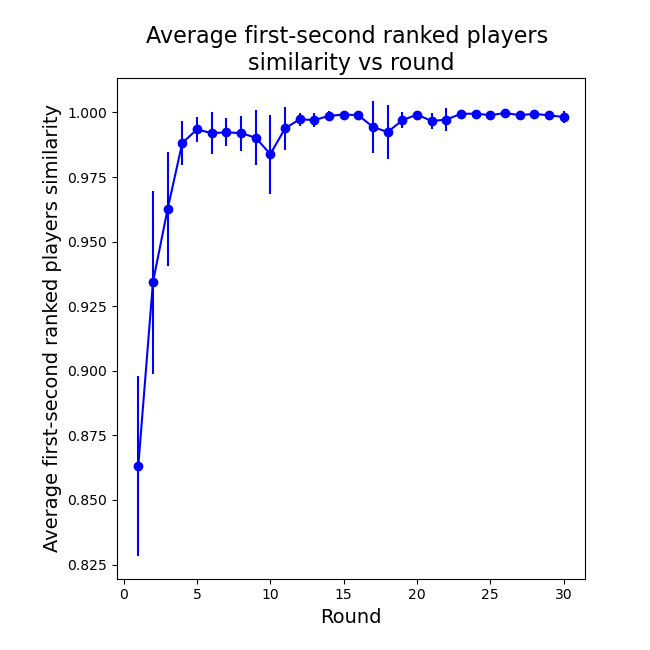 Average first-second ranked players
similarity vs round
Average first-second ranked players similarity
1.000
0.975
0.950
0.925
0.900
0.875
0.850
0.825
0 5 10 15 20 25 30
Round